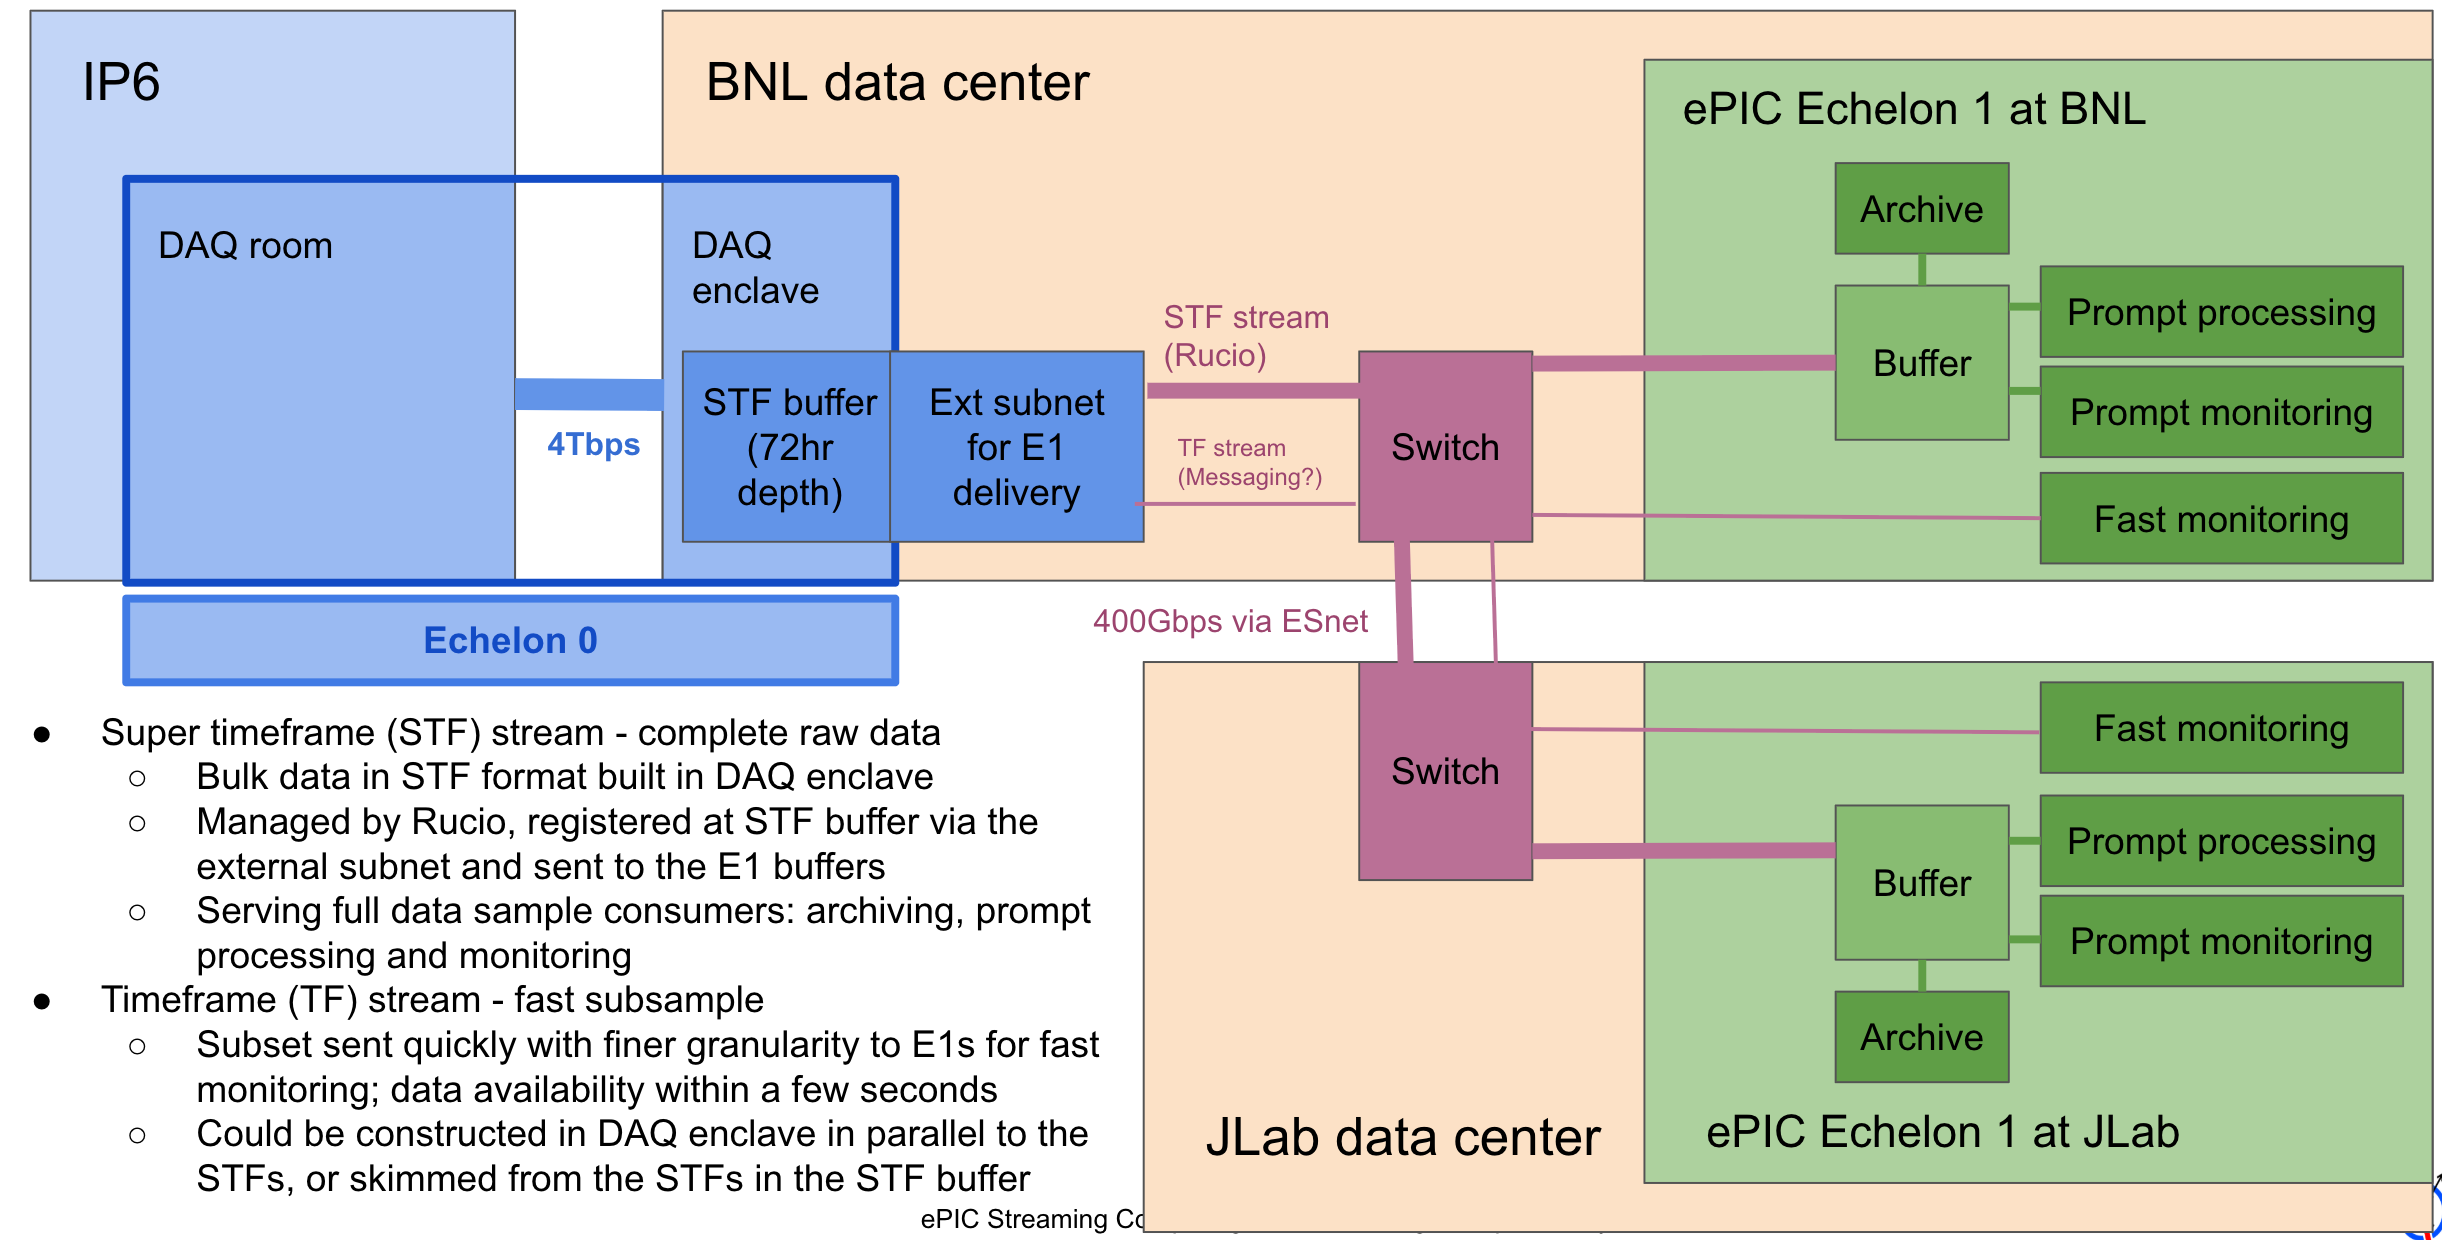 IP6
BNL data center
ePIC Echelon 1 at BNL
Archive
DAQ room
DAQ
enclave
Prompt processing
STF stream
(Rucio)
Buffer
Prompt monitoring
4Tbps
STF buffer
(72hr
depth)
Ext subnet
for E1
delivery
TF stream
(Messaging?)
Switch
Fast monitoring
400Gbps via ESnet
Echelon 0
● Super timeframe (STF) stream - complete raw data
○ Bulk data in STF format built in DAQ enclave
○ Managed by Rucio, registered at STF buffer via the
external subnet and sent to the E1 buffers
○ Serving full data sample consumers: archiving, prompt
processing and monitoring
● Timeframe (TF) stream - fast subsample
○ Subset sent quickly with finer granularity to E1s for fast
monitoring; data availability within a few seconds
○ Could be constructed in DAQ enclave in parallel to the
STFs, or skimmed from the STFs in the STF buffer
Switch
Fast monitoring
Prompt processing
Buffer
Prompt monitoring
Archive
JLab data center
ePIC Echelon 1 at JLab
ePIC Streaming